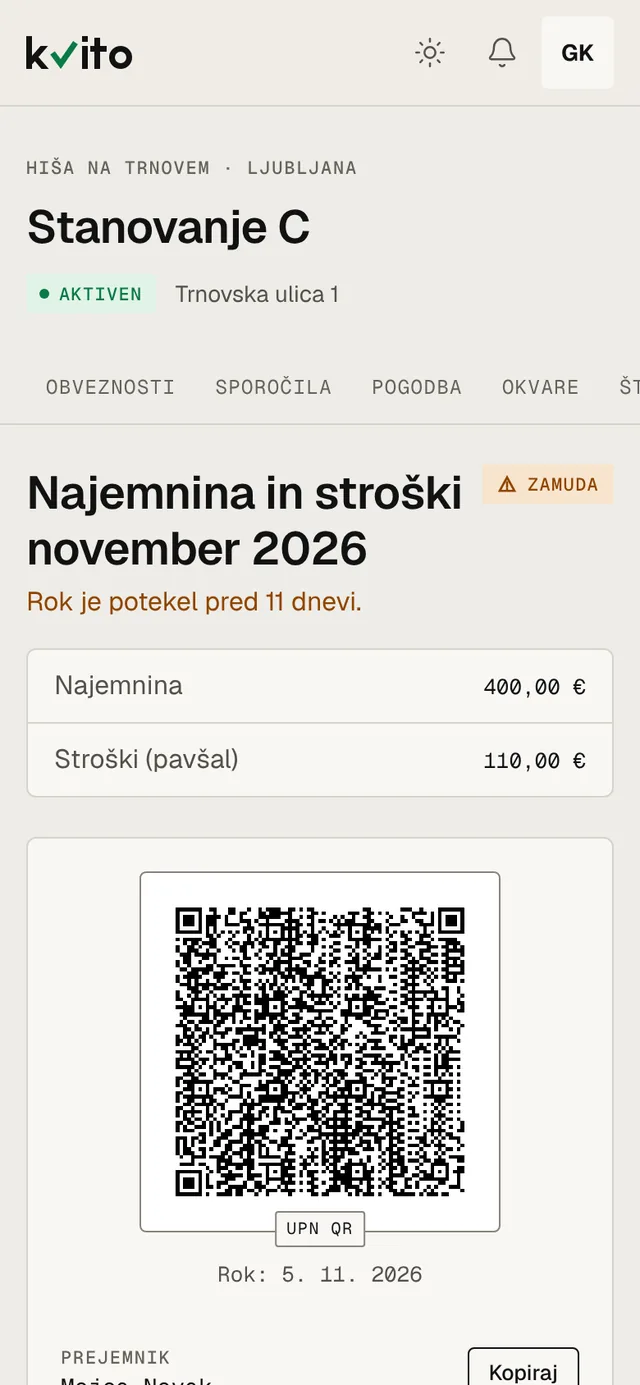 kvito
GK
HIŠA NA TRNOVEM · LJUBLJANA
Stanovanje C
AKTIVEN
Trnovska ulica 1
OBVEZNOSTI SPOROČILA POGODBA OKVARE
Najemnina in stroški
november 2026
ZAMUDA
Rok je potekel pred 11 dnevi.
Najemnina 400,00 €
Stroški (pavšal) 110,00 €
UPN QR
Rok: 5. 11. 2026
PREJEMNIK
Kopiraj